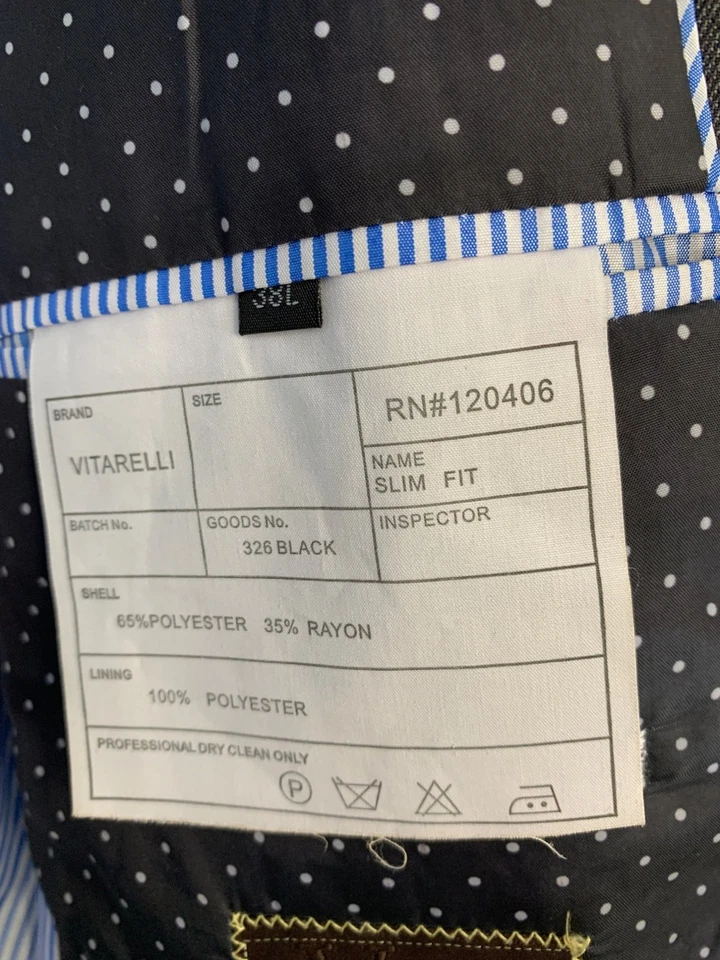 38L
BRAND
VITARELLI
SIZE
RN#120406
NAME
SLIM FIT
BATCH No.
GOODS No.
326 BLACK
INSPECTOR
SHELL
65%POLYESTER 35% RAYON
LINING
100% POLYESTER
PROFESSIONAL DRY CLEAN ONLY
P